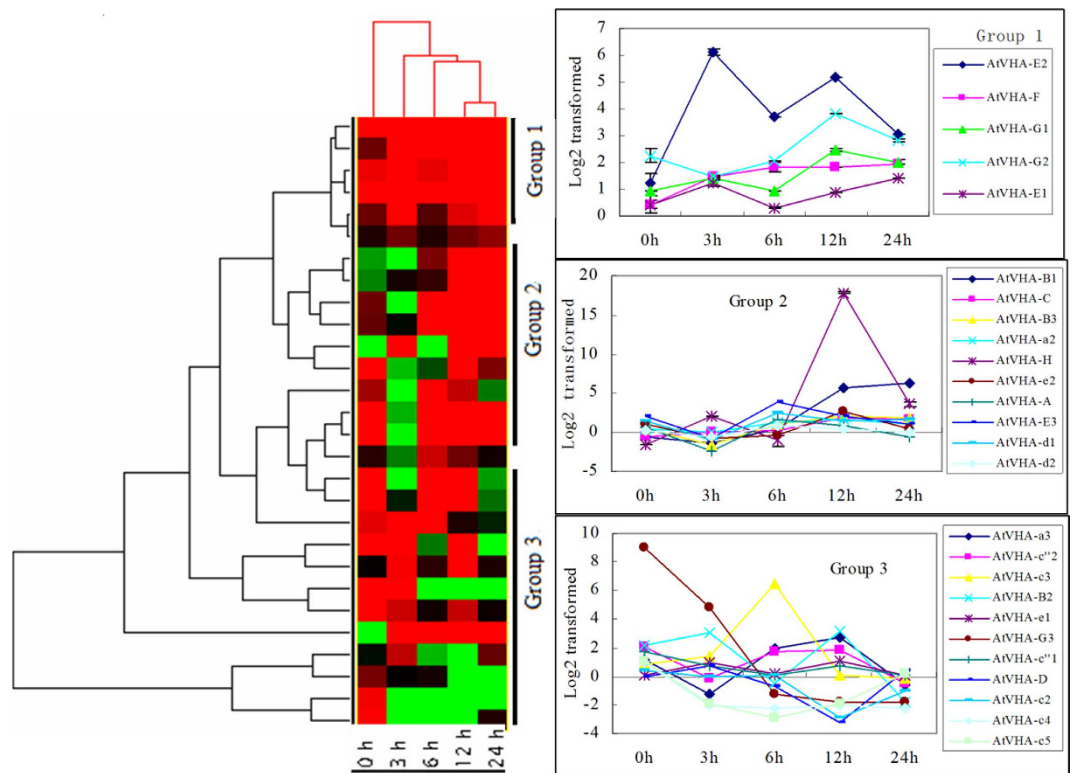 Group 1
Group 2
Group 3
0 h
3 h
6 h
12 h
24 h
Group 1
Log2 transformed
7
6
5
4
3
2
1
0
0h
3h
6h
12h
24h
AtVHA-E2
AtVHA-F
AtVHA-G1
AtVHA-G2
AtVHA-E1
Group 2
Log2 transformed
20
15
10
5
0
-5
0h
3h
6h
12h
24h
AtVHA-B1
AtVHA-C
AtVHA-B3
AtVHA-a2
AtVHA-H
AtVHA-e2
AtVHA-A
AtVHA-E3
AtVHA-d1
AtVHA-d2
Group 3
Log2 transformed
10
8
6
4
2
0
-2
-4
0h
3h
6h
12h
24h
AtVHA-a3
AtVHA-c"2
AtVHA-c3
AtVHA-B2
AtVHA-e1
AtVHA-G3
AtVHA-c"1
AtVHA-D
AtVHA-c2
AtVHA-c4
AtVHA-c5